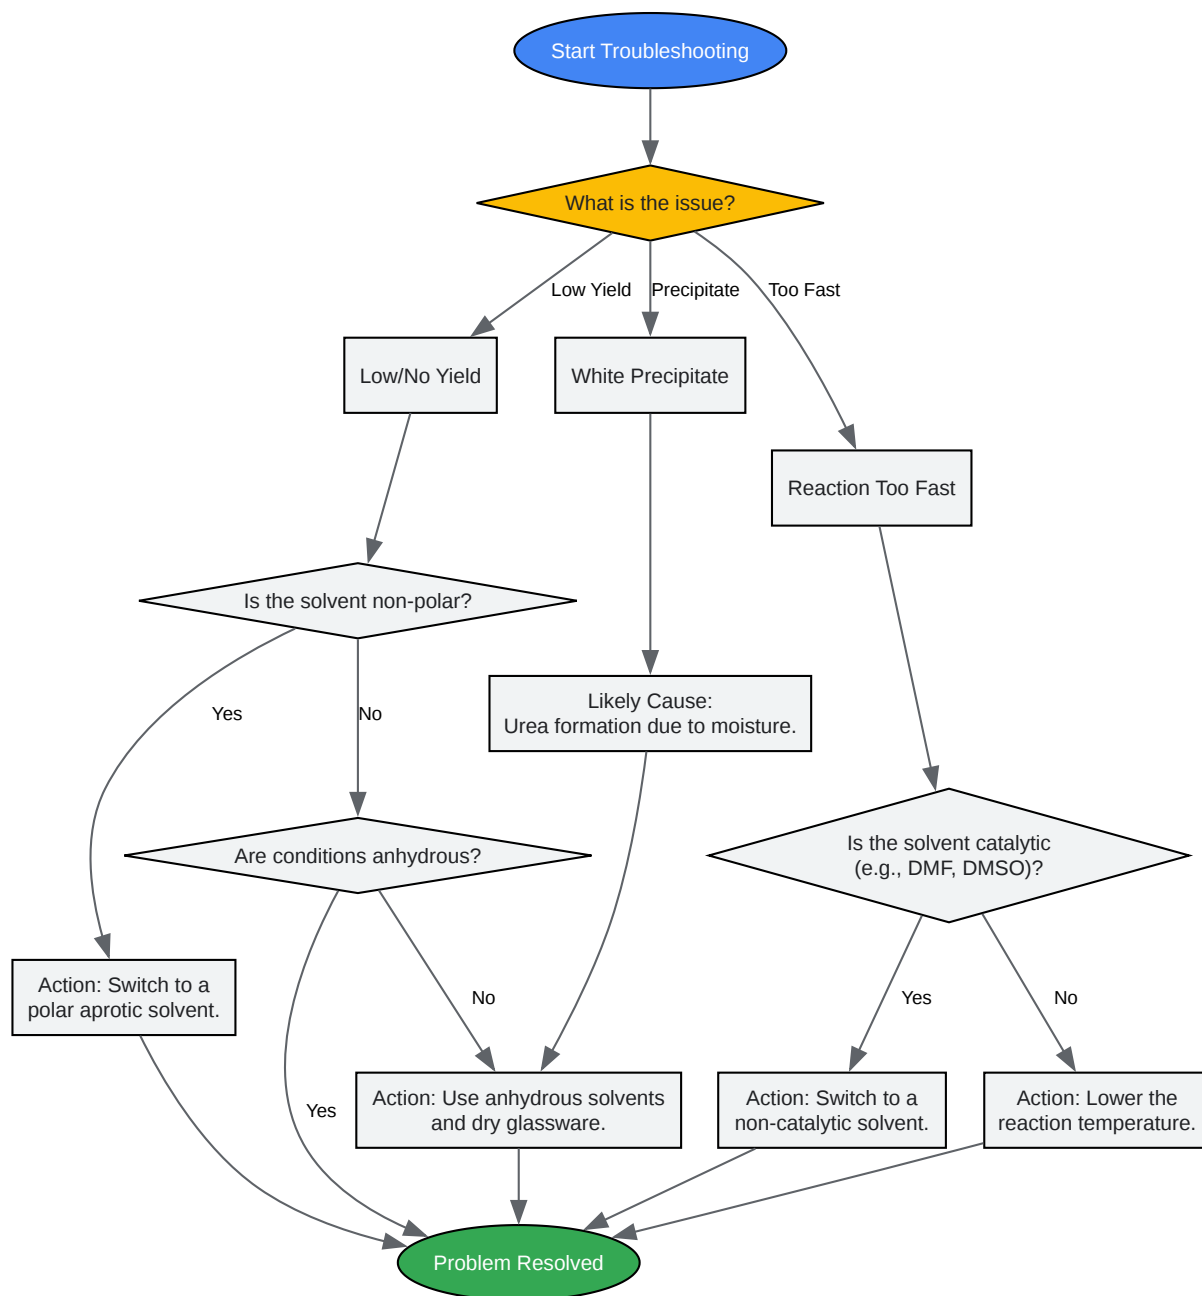 Start Troubleshooting
What is the issue?
Low Yield
Precipitate
Too Fast
Low/No Yield
White Precipitate
Reaction Too Fast
Is the solvent non-polar?
Likely Cause:
Urea formation due to moisture.
Yes
No
Are conditions anhydrous?
Is the solvent catalytic
(e.g., DMF, DMSO)?
Action: Switch to a
polar aprotic solvent.
No
Yes
No
Yes
Action: Use anhydrous solvents
and dry glassware.
Action: Switch to a
non-catalytic solvent.
Action: Lower the
reaction temperature.
Problem Resolved